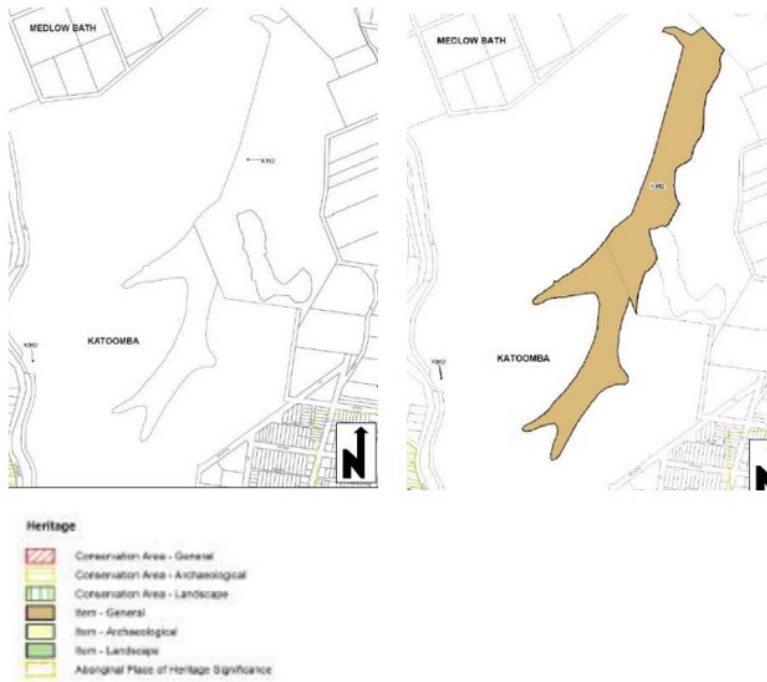 MEDLOW BATH
MEDLOW BATH
KATOOMBA
KATOOMBA
N
N
Heritage
Conservation Area - General
Conservation Area - Archaeological
Conservation Area - Landscape
Item - General
Item - Archaeological
Item - Landscape
Aboriginal Place of Heritage Significance